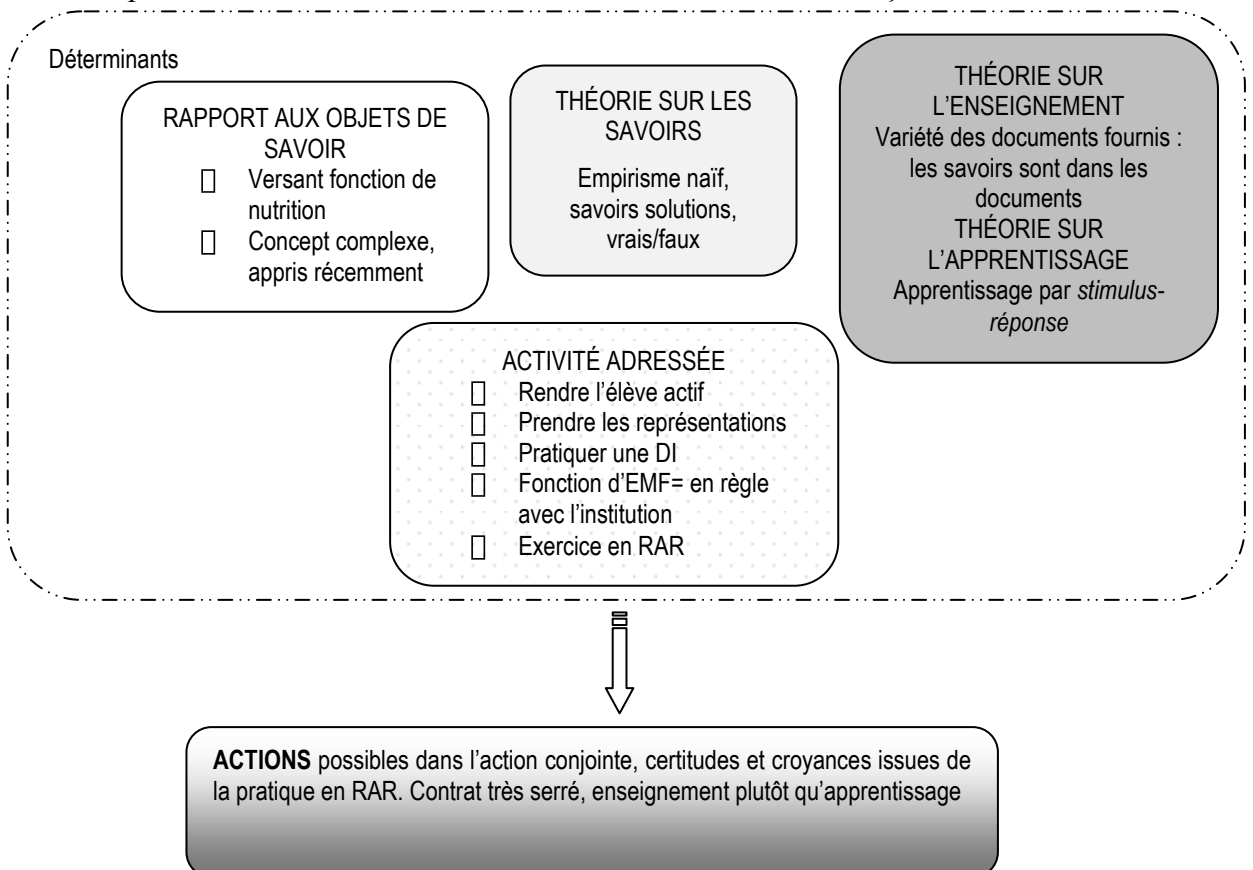 Déterminants
RAPPORT AUX OBJETS DE
SAVOIR
Versant fonction de
nutrition
Concept complexe,
appris récemment
THÉORIE SUR LES
SAVOIRS
Empirisme naïf,
savoirs solutions,
vrais/faux
THÉORIE SUR
L’ENSEIGNEMENT
Variété des documents fournis :
les savoirs sont dans les
documents
THÉORIE SUR
L’APPRENTISSAGE
Apprentissage par stimulus-
réponse
ACTIVITÉ ADRESSÉE
Rendre l’élève actif
Prendre les représentations
Pratiquer une DI
Fonction d’EMF= en règle
avec l’institution
Exercice en RAR
ACTIONS possibles dans l’action conjointe, certitudes et croyances issues de
la pratique en RAR. Contrat très serré, enseignement plutôt qu’apprentissage